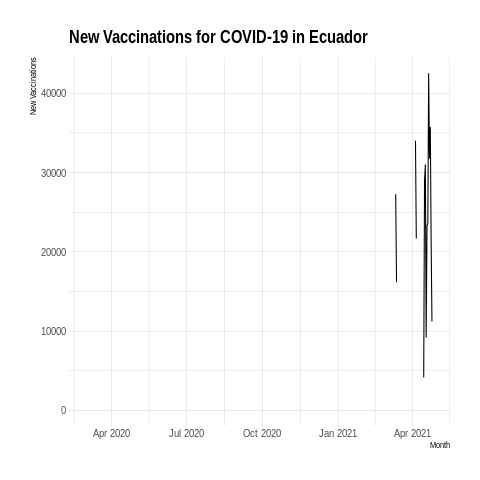 New Vaccinations for COVID-19 in Ecuador
New Vaccinations
40000
30000
20000
10000
0
Apr 2020 Jul 2020 Oct 2020 Jan 2021 Apr 2021
Month